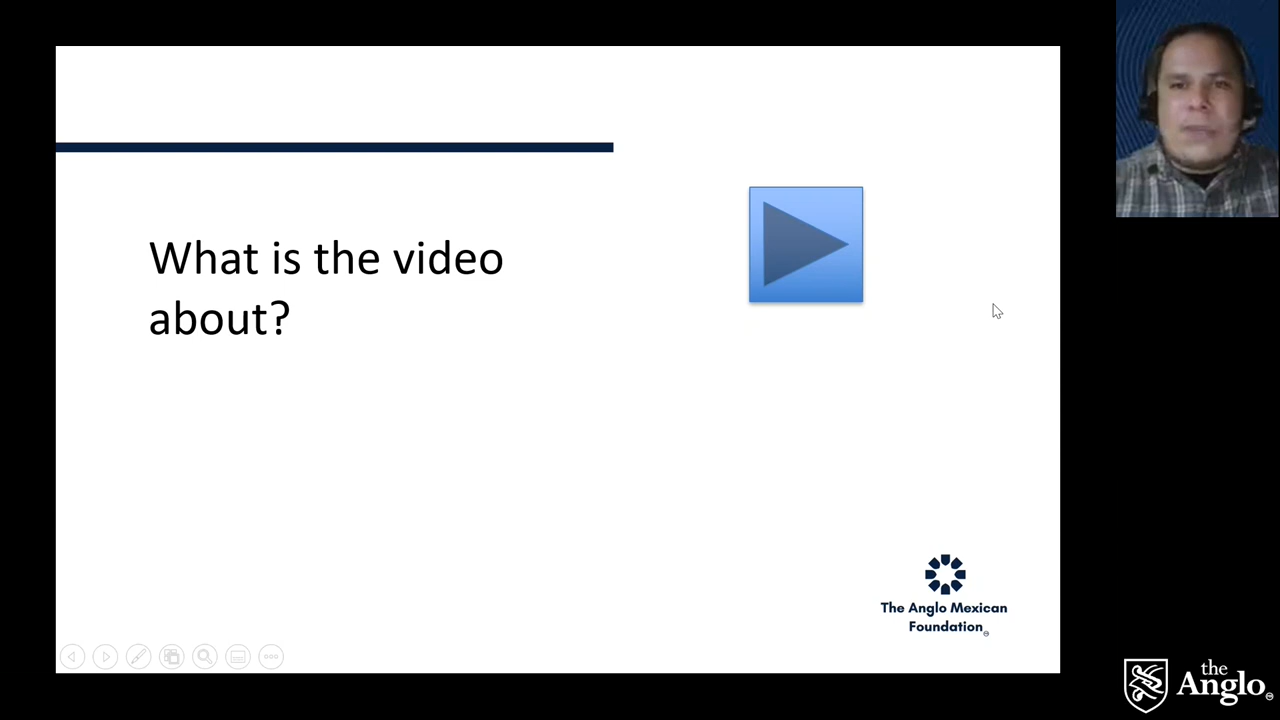 What is the video
about?
The Anglo Mexican
Foundation
the
Anglo